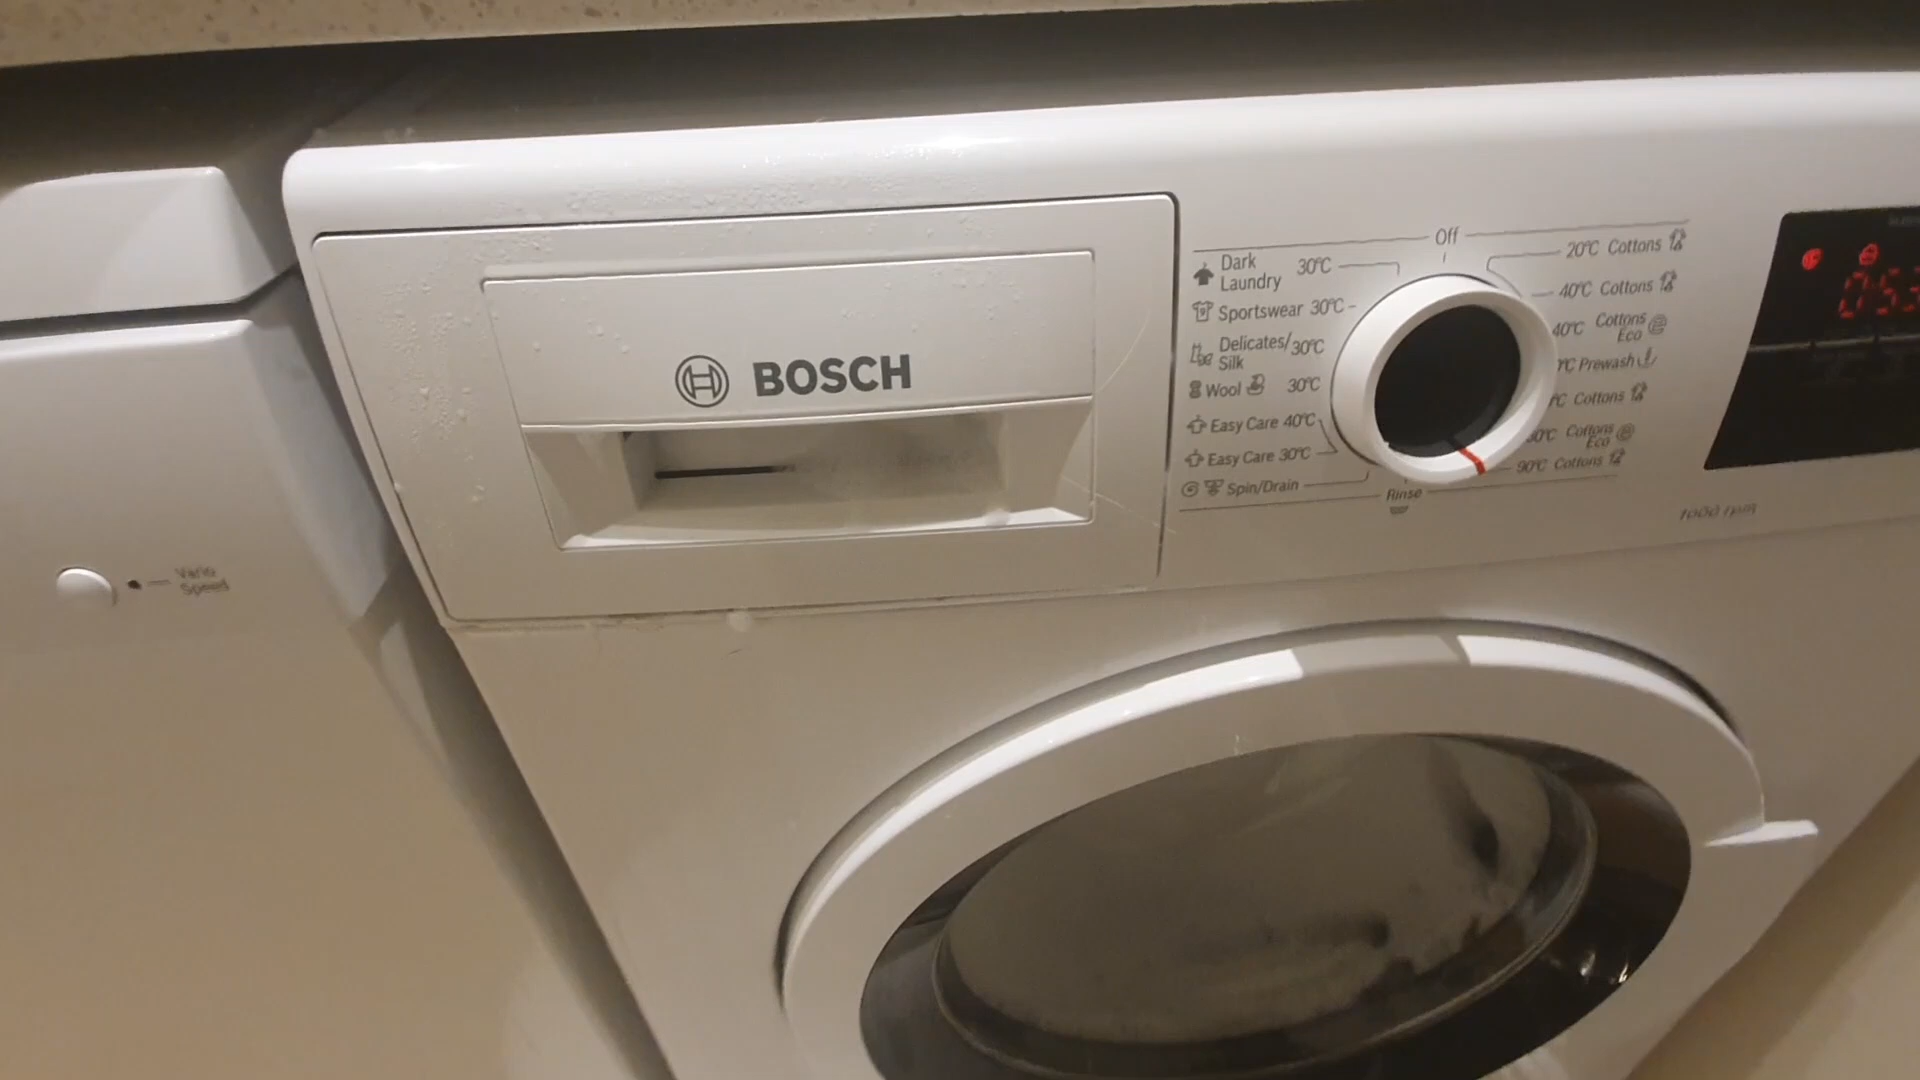 BOSCH
Off
Dark
Laundry 30°C
Sportswear 30°C
Delicates/
Silk 30°C
Wool 30°C
Easy Care 40°C
Easy Care 30°C
Spin/Drain
Rinse
20°C Cottons
40°C Cottons
40°C Cottons
Eco
°C Prewash
°C Cottons
0°C Cottons
Eco
90°C Cottons
Vario
Speed